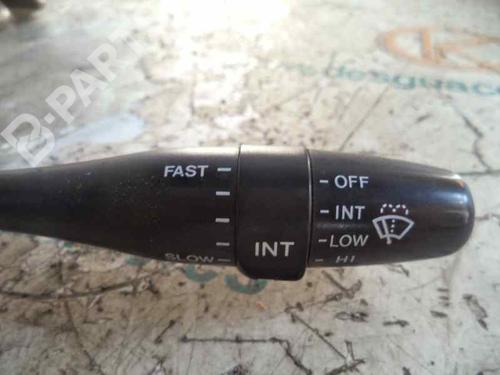 B-PARTS
FAST
OFF
INT
LOW
SLOW
INT
HI